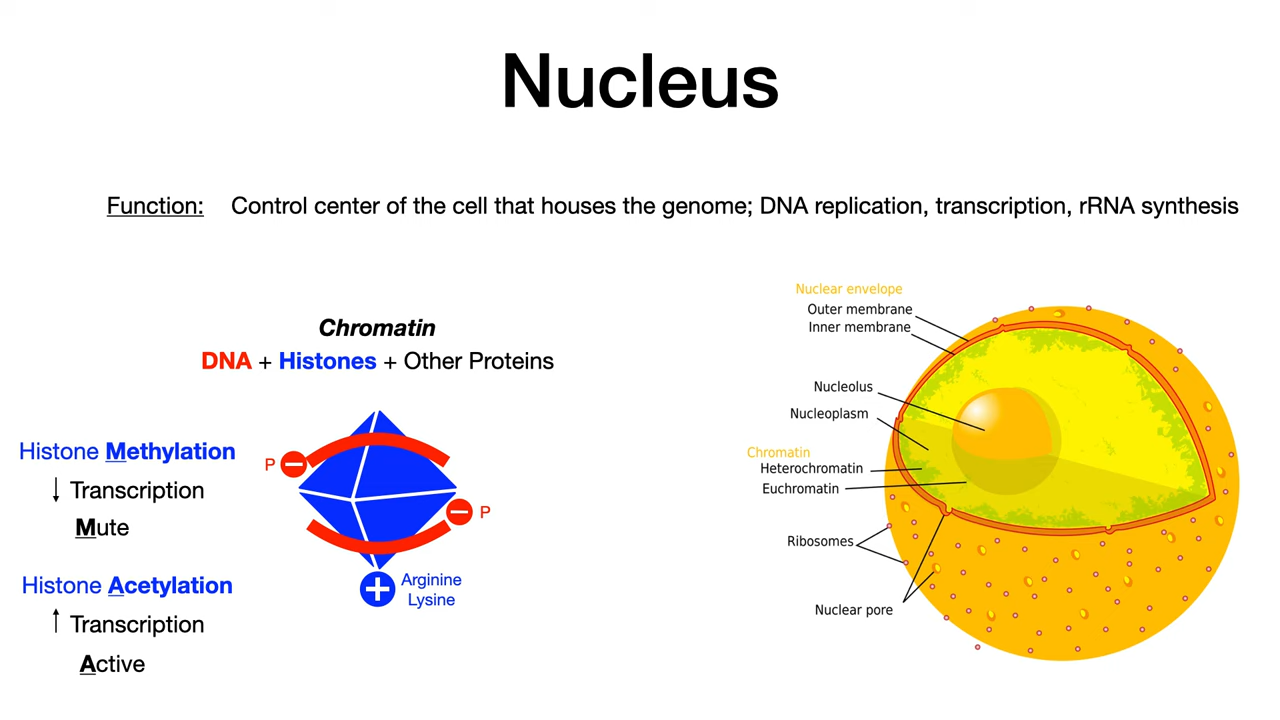 Nucleus
Function: Control center of the cell that houses the genome; DNA replication, transcription, rRNA synthesis
Chromatin
DNA + Histones + Other Proteins
Histone Methylation
↓ Transcription
Mute
Histone Acetylation
↑ Transcription
Active
P −
− P
+
Arginine
Lysine
Nuclear envelope
Outer membrane
Inner membrane
Nucleolus
Nucleoplasm
Chromatin
Heterochromatin
Euchromatin
Ribosomes
Nuclear pore